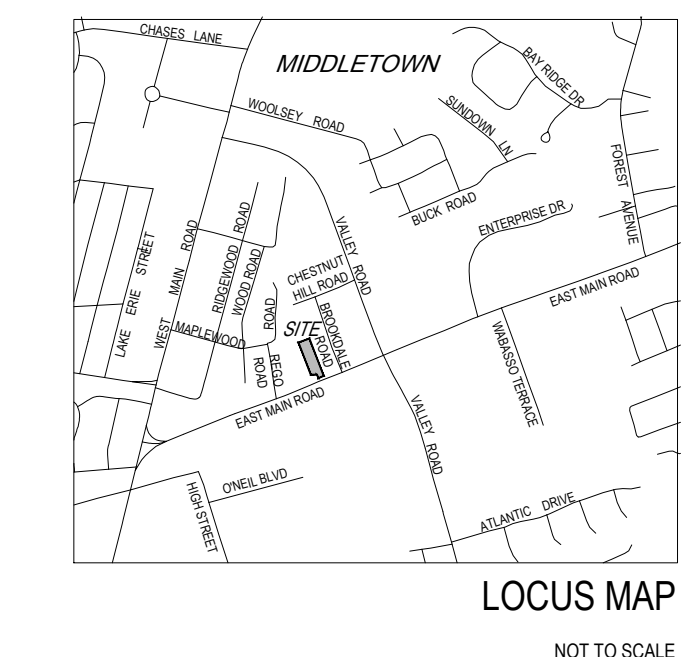 CHASES LANE
MIDDLETOWN
BAY RIDGE DR
WOOLSEY ROAD
SUNDOWN LN
FOREST AVENUE
BUCK ROAD
ENTERPRISE DR
VALLEY ROAD
LAKE ERIE STREET
WEST MAIN ROAD
RIDGEWOOD ROAD
WOOD ROAD
CHESTNUT
HILL ROAD
EAST MAIN ROAD
MAPLEWOOD
ROAD
SITE
BROOKDALE
ROAD
REGO
ROAD
WABASSO TERRACE
EAST MAIN ROAD
VALLEY ROAD
O'NEIL BLVD
HIGH STREET
ATLANTIC DRIVE
LOCUS MAP
NOT TO SCALE